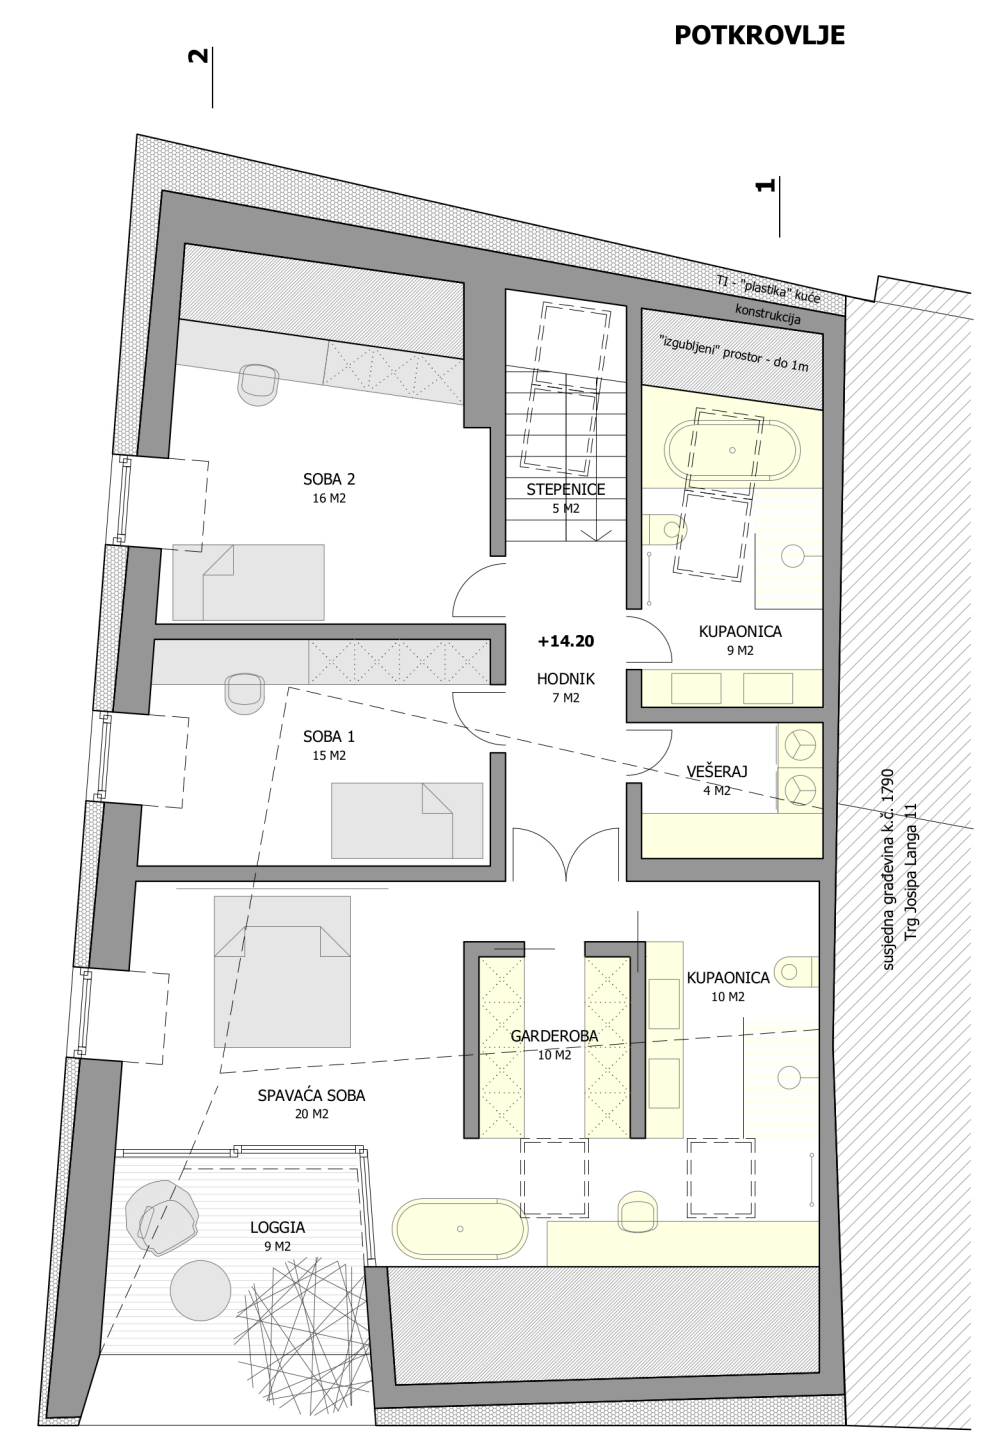 POTKROVLJE
2
1
TI - "plastika" kuće
konstrukcija
"izgubljeni" prostor - do 1m
SOBA 2
16 M2
STEPENICE
5 M2
+14.20
HODNIK
7 M2
KUPAONICA
9 M2
SOBA 1
15 M2
VEŠERAJ
4 M2
susjedna građevina k.č. 1790
Trg Josipa Langa 11
KUPAONICA
10 M2
GARDEROBA
10 M2
SPAVAĆA SOBA
20 M2
LOGGIA
9 M2